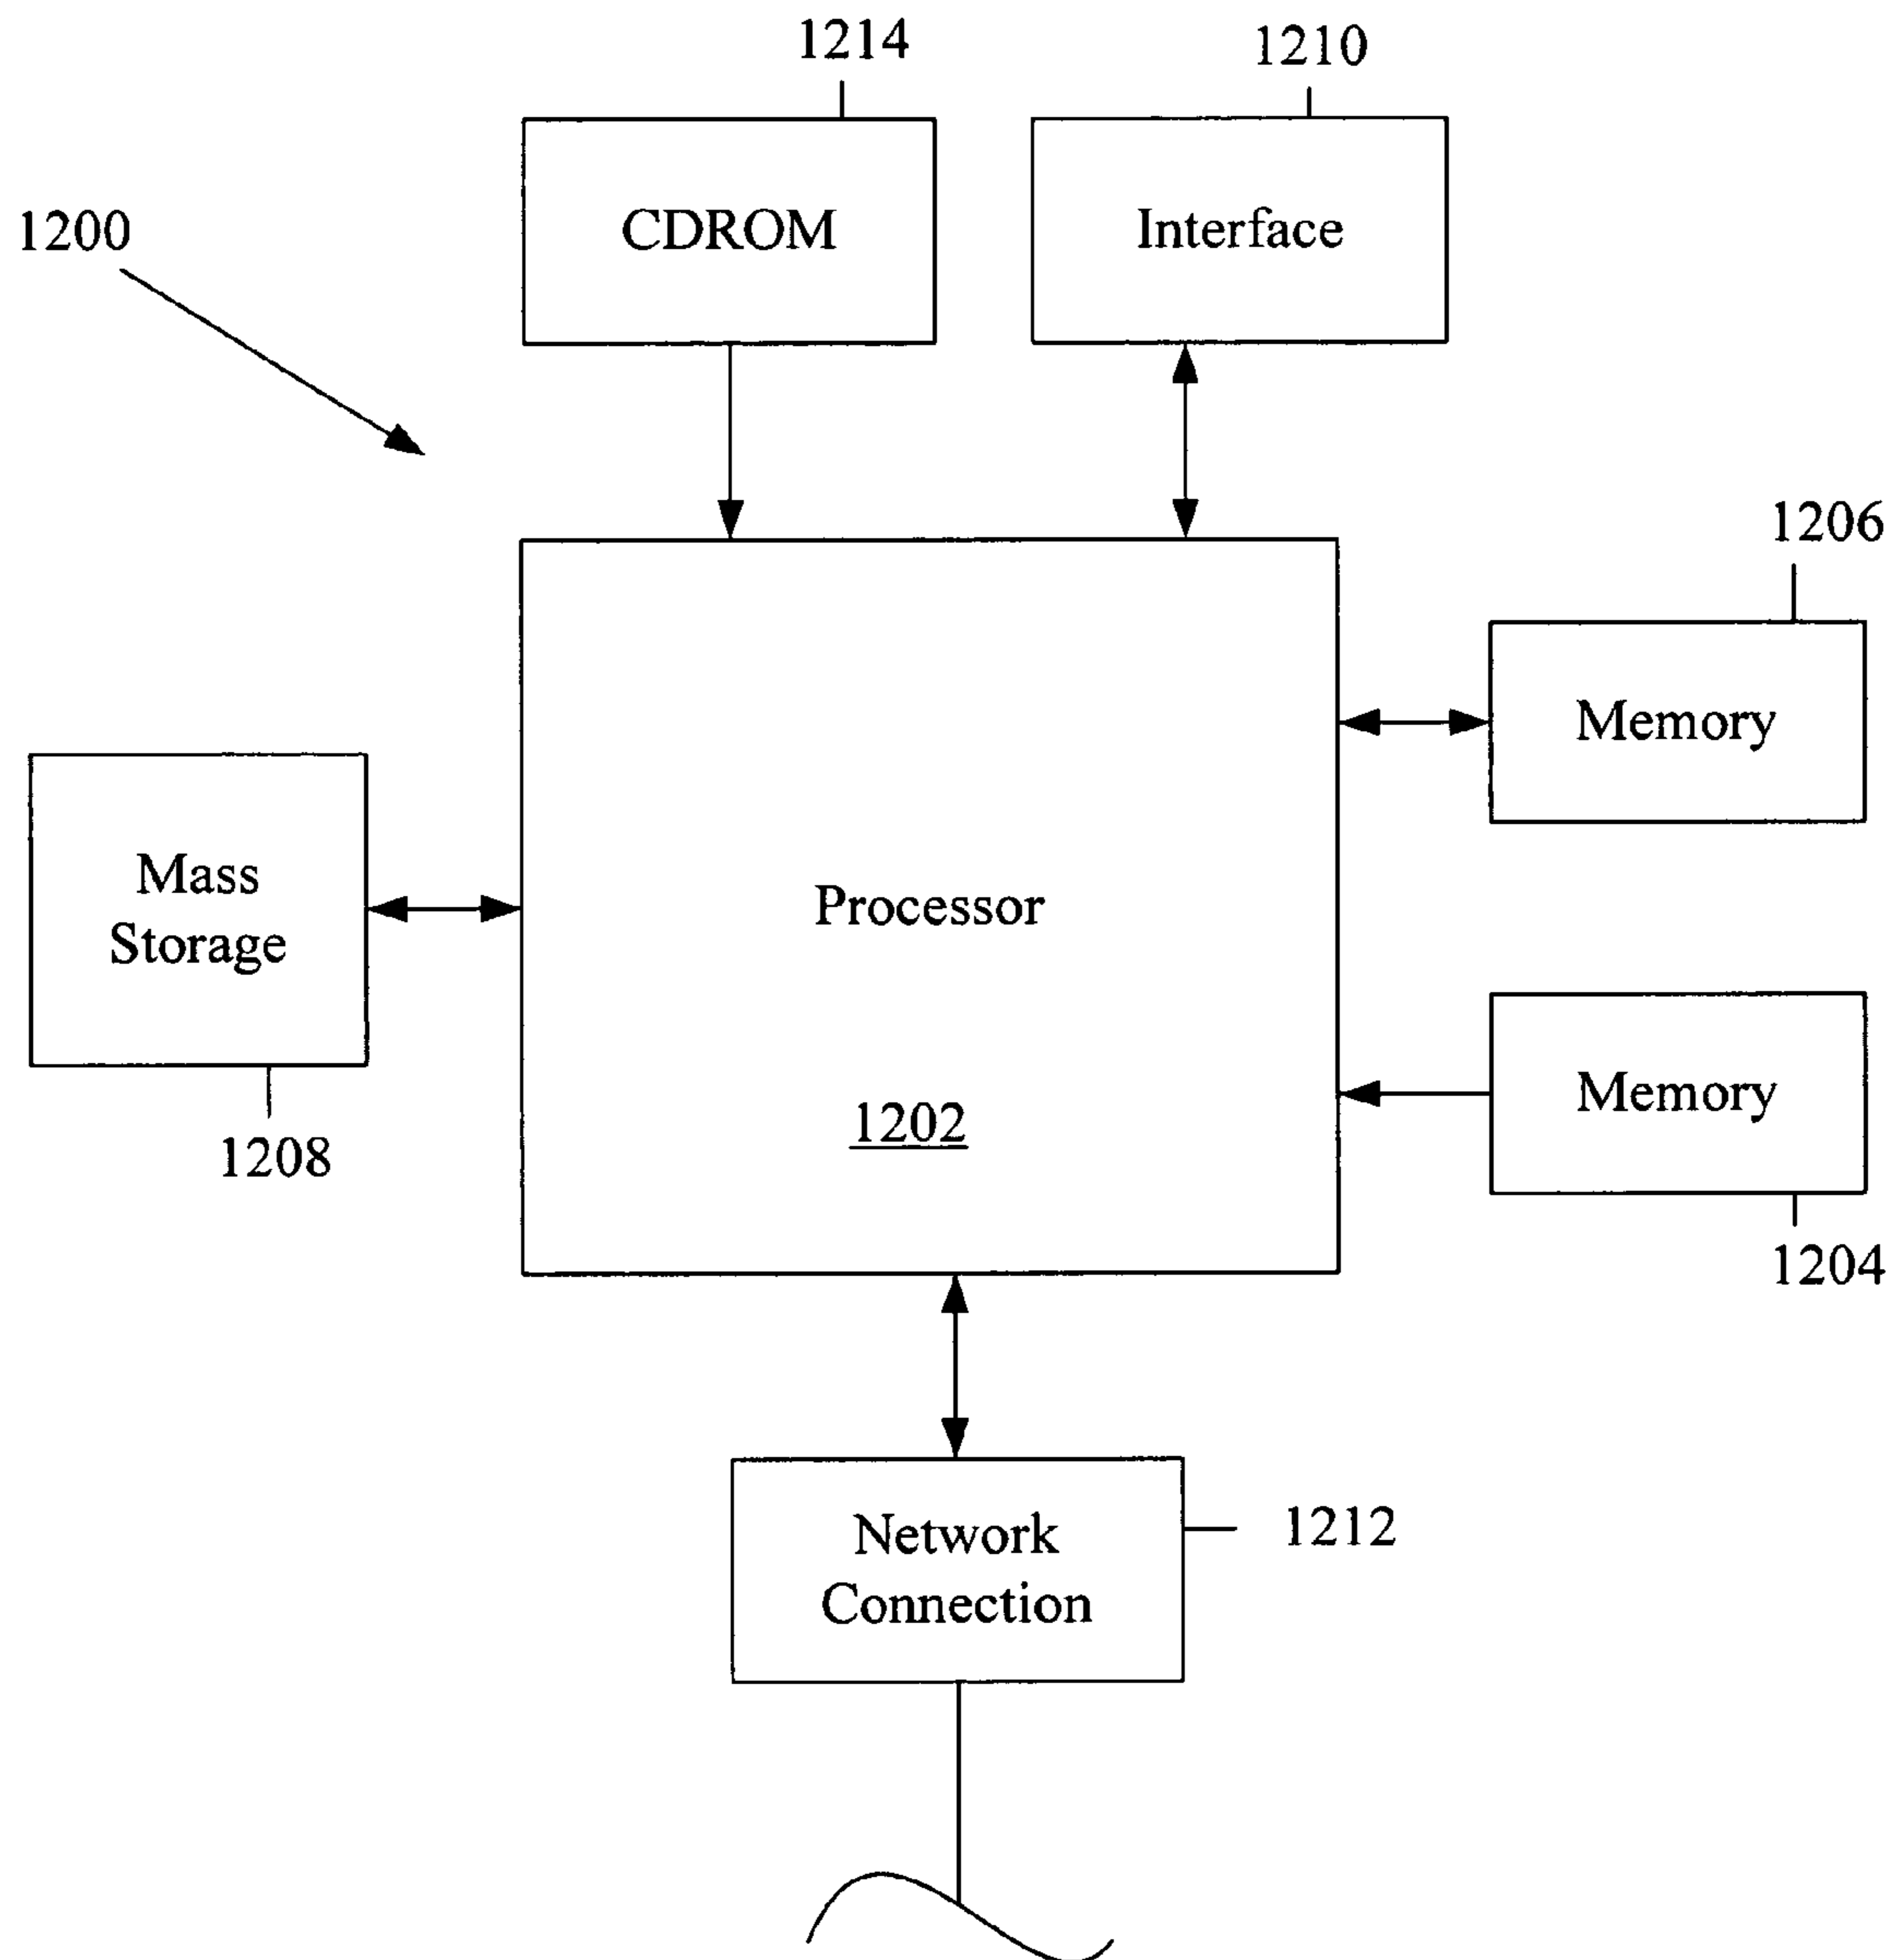 1214
1210
1200
CDROM
Interface
1206
Memory
Mass
Storage
Processor
Memory
1202
1208
1204
Network
Connection
1212